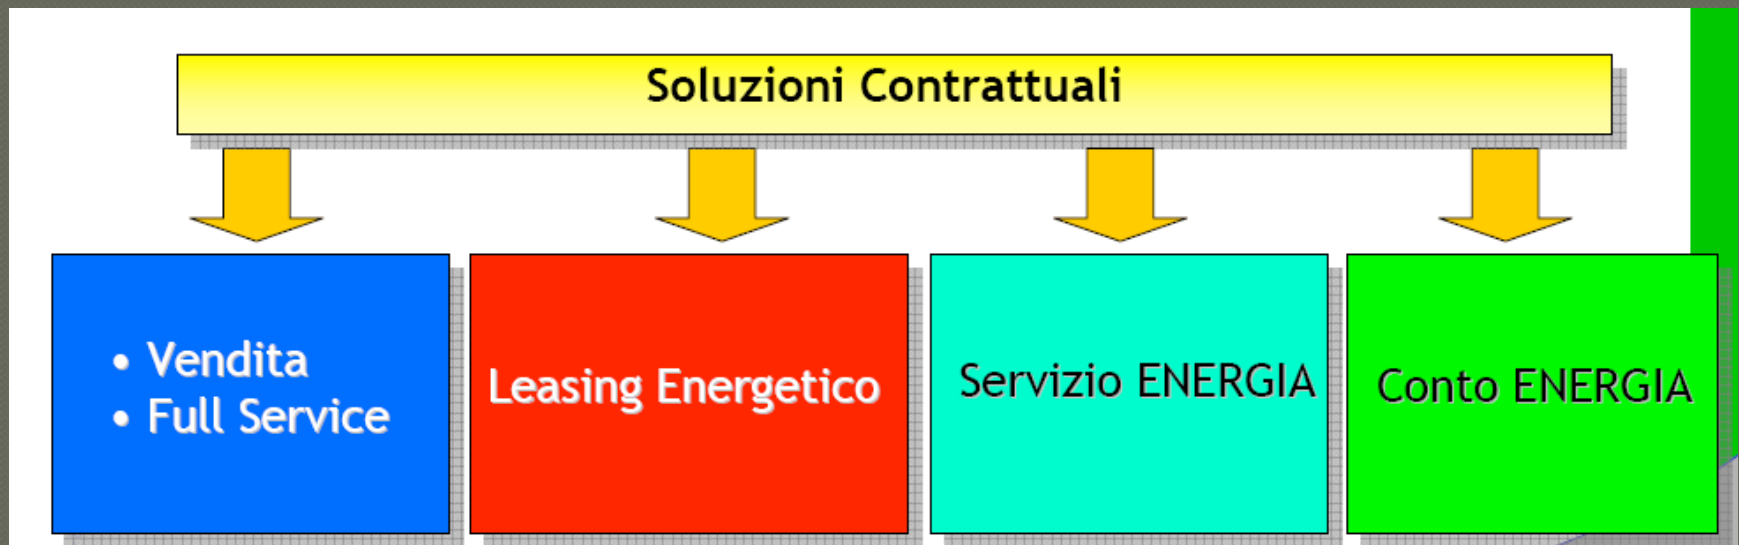 Soluzioni Contrattuali
• Vendita
• Full Service
Leasing Energetico
Servizio ENERGIA
Conto ENERGIA